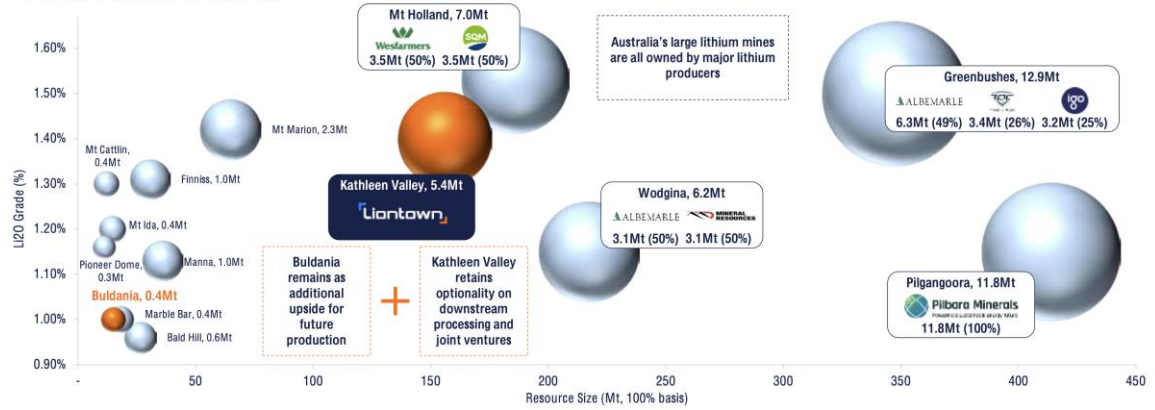 1.60%
1.50%
1.40%
1.30%
1.20%
1.10%
1.00%
0.90%
Li2O Grade (%)
Mt Holland, 7.0Mt
Wesfarmers
SQM
3.5Mt (50%) 3.5Mt (50%)
Australia's large lithium mines
are all owned by major lithium
producers
Greenbushes, 12.9Mt
ALBEMARLE
igo
6.3Mt (49%) 3.4Mt (26%) 3.2Mt (25%)
Mt Marion, 2.3Mt
Mt Cattlin,
0.4Mt
Finniss, 1.0Mt
Kathleen Valley, 5.4Mt
Liontown
Wodgina, 6.2Mt
ALBEMARLE
MINERAL
RESOURCES
3.1Mt (50%) 3.1Mt (50%)
Mt Ida, 0.4Mt
Pioneer Dome,
0.3Mt
Manna, 1.0Mt
Buldania, 0.4Mt
Marble Bar, 0.4Mt
Bald Hill, 0.6Mt
Buldania
remains as
additional
upside for
future
production
+
Kathleen Valley
retains
optionality on
downstream
processing and
joint ventures
Pilgangoora, 11.8Mt
Pilbara Minerals
11.8Mt (100%)
- 50 100 150 200 250 300 350 400 450
Resource Size (Mt, 100% basis)